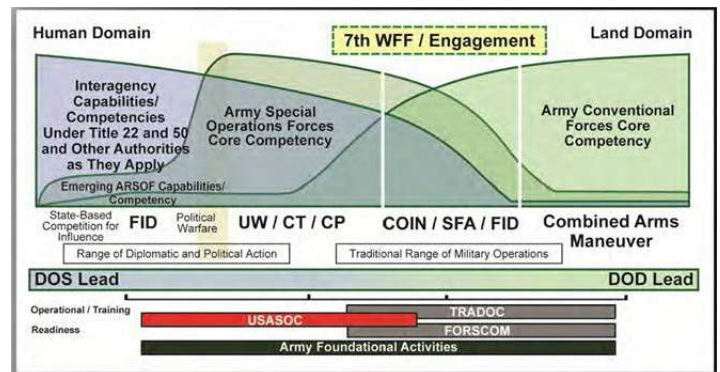 Human Domain
7th WFF / Engagement
Land Domain
Interagency
Capabilities/
Competencies
Under Title 22 and 50
and Other Authorities
as They Apply
Army Special
Operations Forces
Core Competency
Army Conventional
Forces Core
Competency
Emerging ARSOF Capabilities/
Competency
State-Based
Competition for
Influence
FID
Political
Warfare
UW / CT / CP
COIN / SFA / FID
Combined Arms
Maneuver
Range of Diplomatic and Political Action
Traditional Range of Military Operations
DOS Lead
DOD Lead
Operational / Training
TRADOC
USASOC
Readiness
FORSCOM
Army Foundational Activities